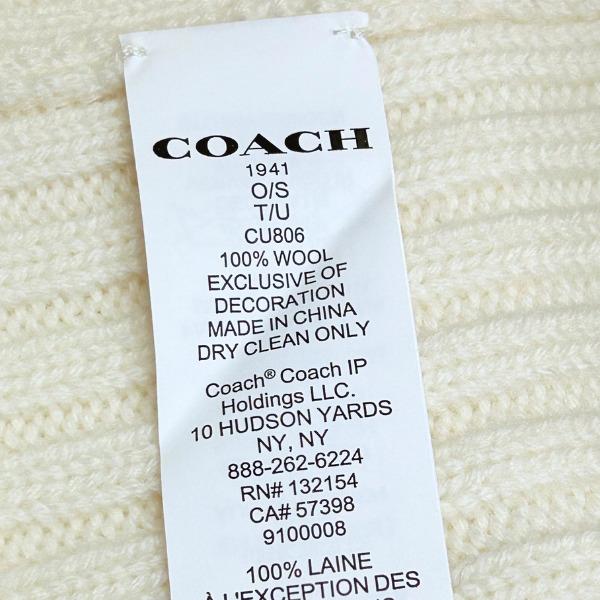 COACH
1941
O/S
T/U
CU806
100% WOOL
EXCLUSIVE OF
DECORATION
MADE IN CHINA
DRY CLEAN ONLY
Coach® Coach IP
Holdings LLC.
10 HUDSON YARDS
NY, NY
888-262-6224
RN# 132154
CA# 57398
9100008
100% LAINE
À L'EXCEPTION DES